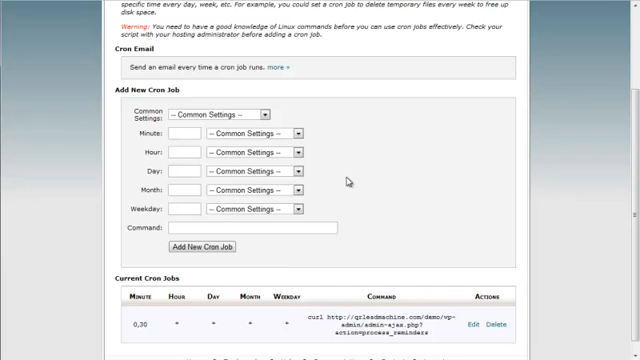 specific time every day, week, etc. For example, you could set a cron job to delete temporary files every week to free up
disk space.
Warning: You need to have a good knowledge of Linux commands before you can use cron jobs effectively. Check your
script with your hosting administrator before adding a cron job.
Cron Email
Send an email every time a cron job runs. more »
Add New Cron Job
Common Settings: -- Common Settings --
Minute: -- Common Settings --
Hour: -- Common Settings --
Day: -- Common Settings --
Month: -- Common Settings --
Weekday: -- Common Settings --
Command:
Add New Cron Job
Current Cron Jobs
MINUTE HOUR DAY MONTH WEEKDAY COMMAND ACTIONS
0,30 * * * * curl http://qrleadmachine.com/demo/wp-
admin/admin-ajax.php?
action=process_reminders
Edit Delete